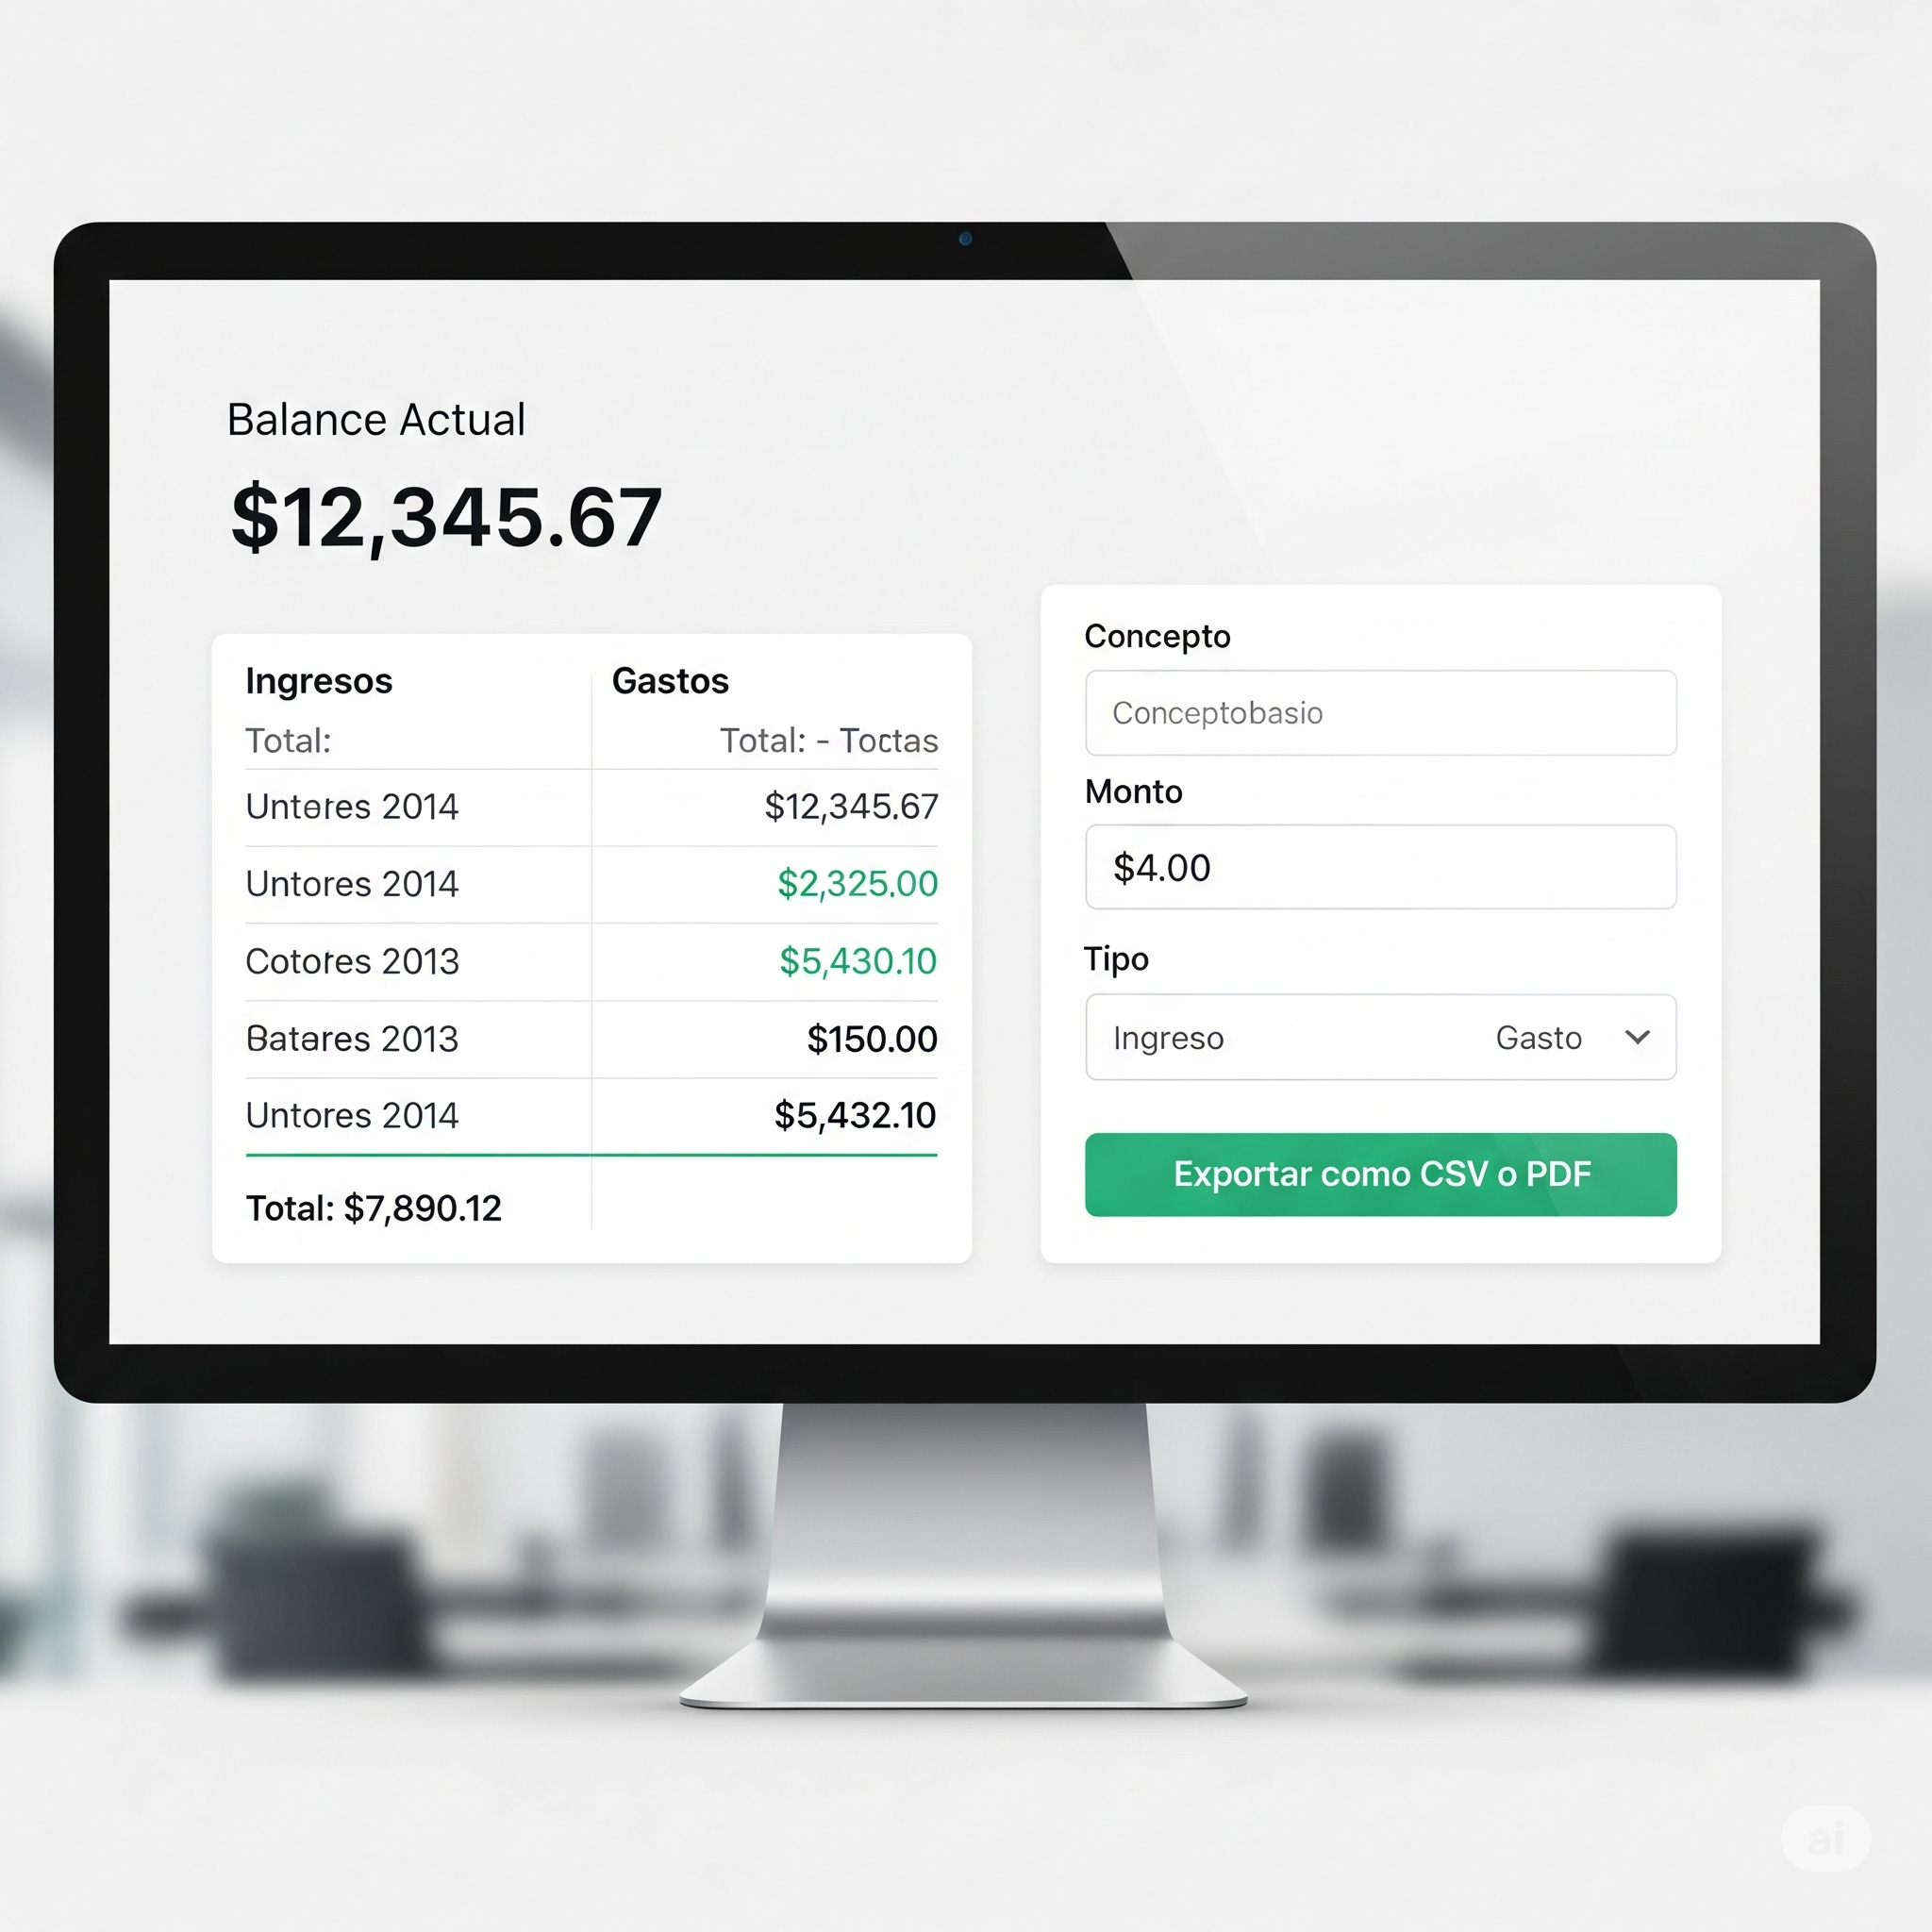 Balance Actual
$12,345.67
Ingresos Gastos
Total: Total: - Toctas
Unteres 2014 $12,345.67
Untores 2014 $2,325.00
Cotores 2013 $5,430.10
Batares 2013 $150.00
Untores 2014 $5,432.10
Total: $7,890.12
Concepto
Conceptobasio
Monto
$4.00
Tipo
Ingreso Gasto
Exportar como CSV o PDF
ai